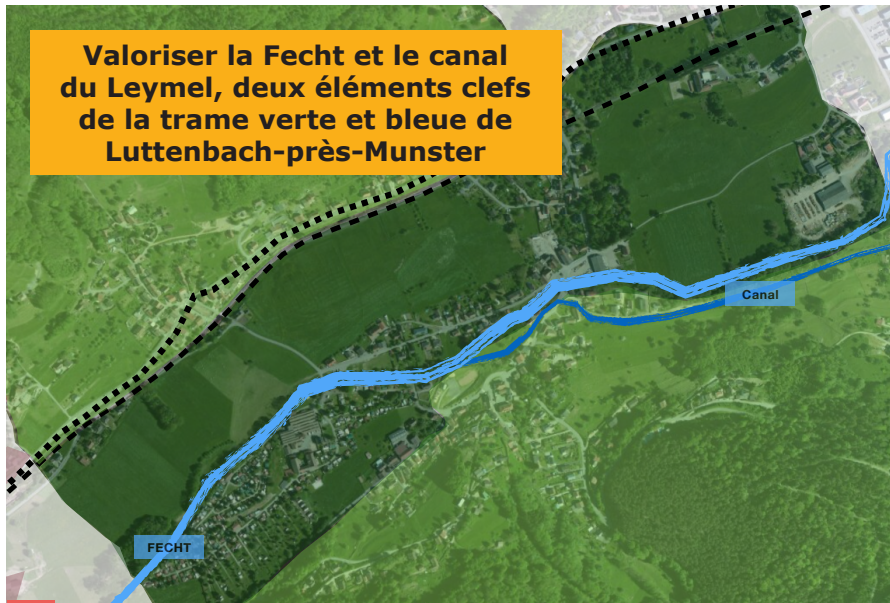 Valoriser la Fecht et le canal
du Leymel, deux éléments clefs
de la trame verte et bleue de
Luttenbach-près-Munster
Canal
FECHT